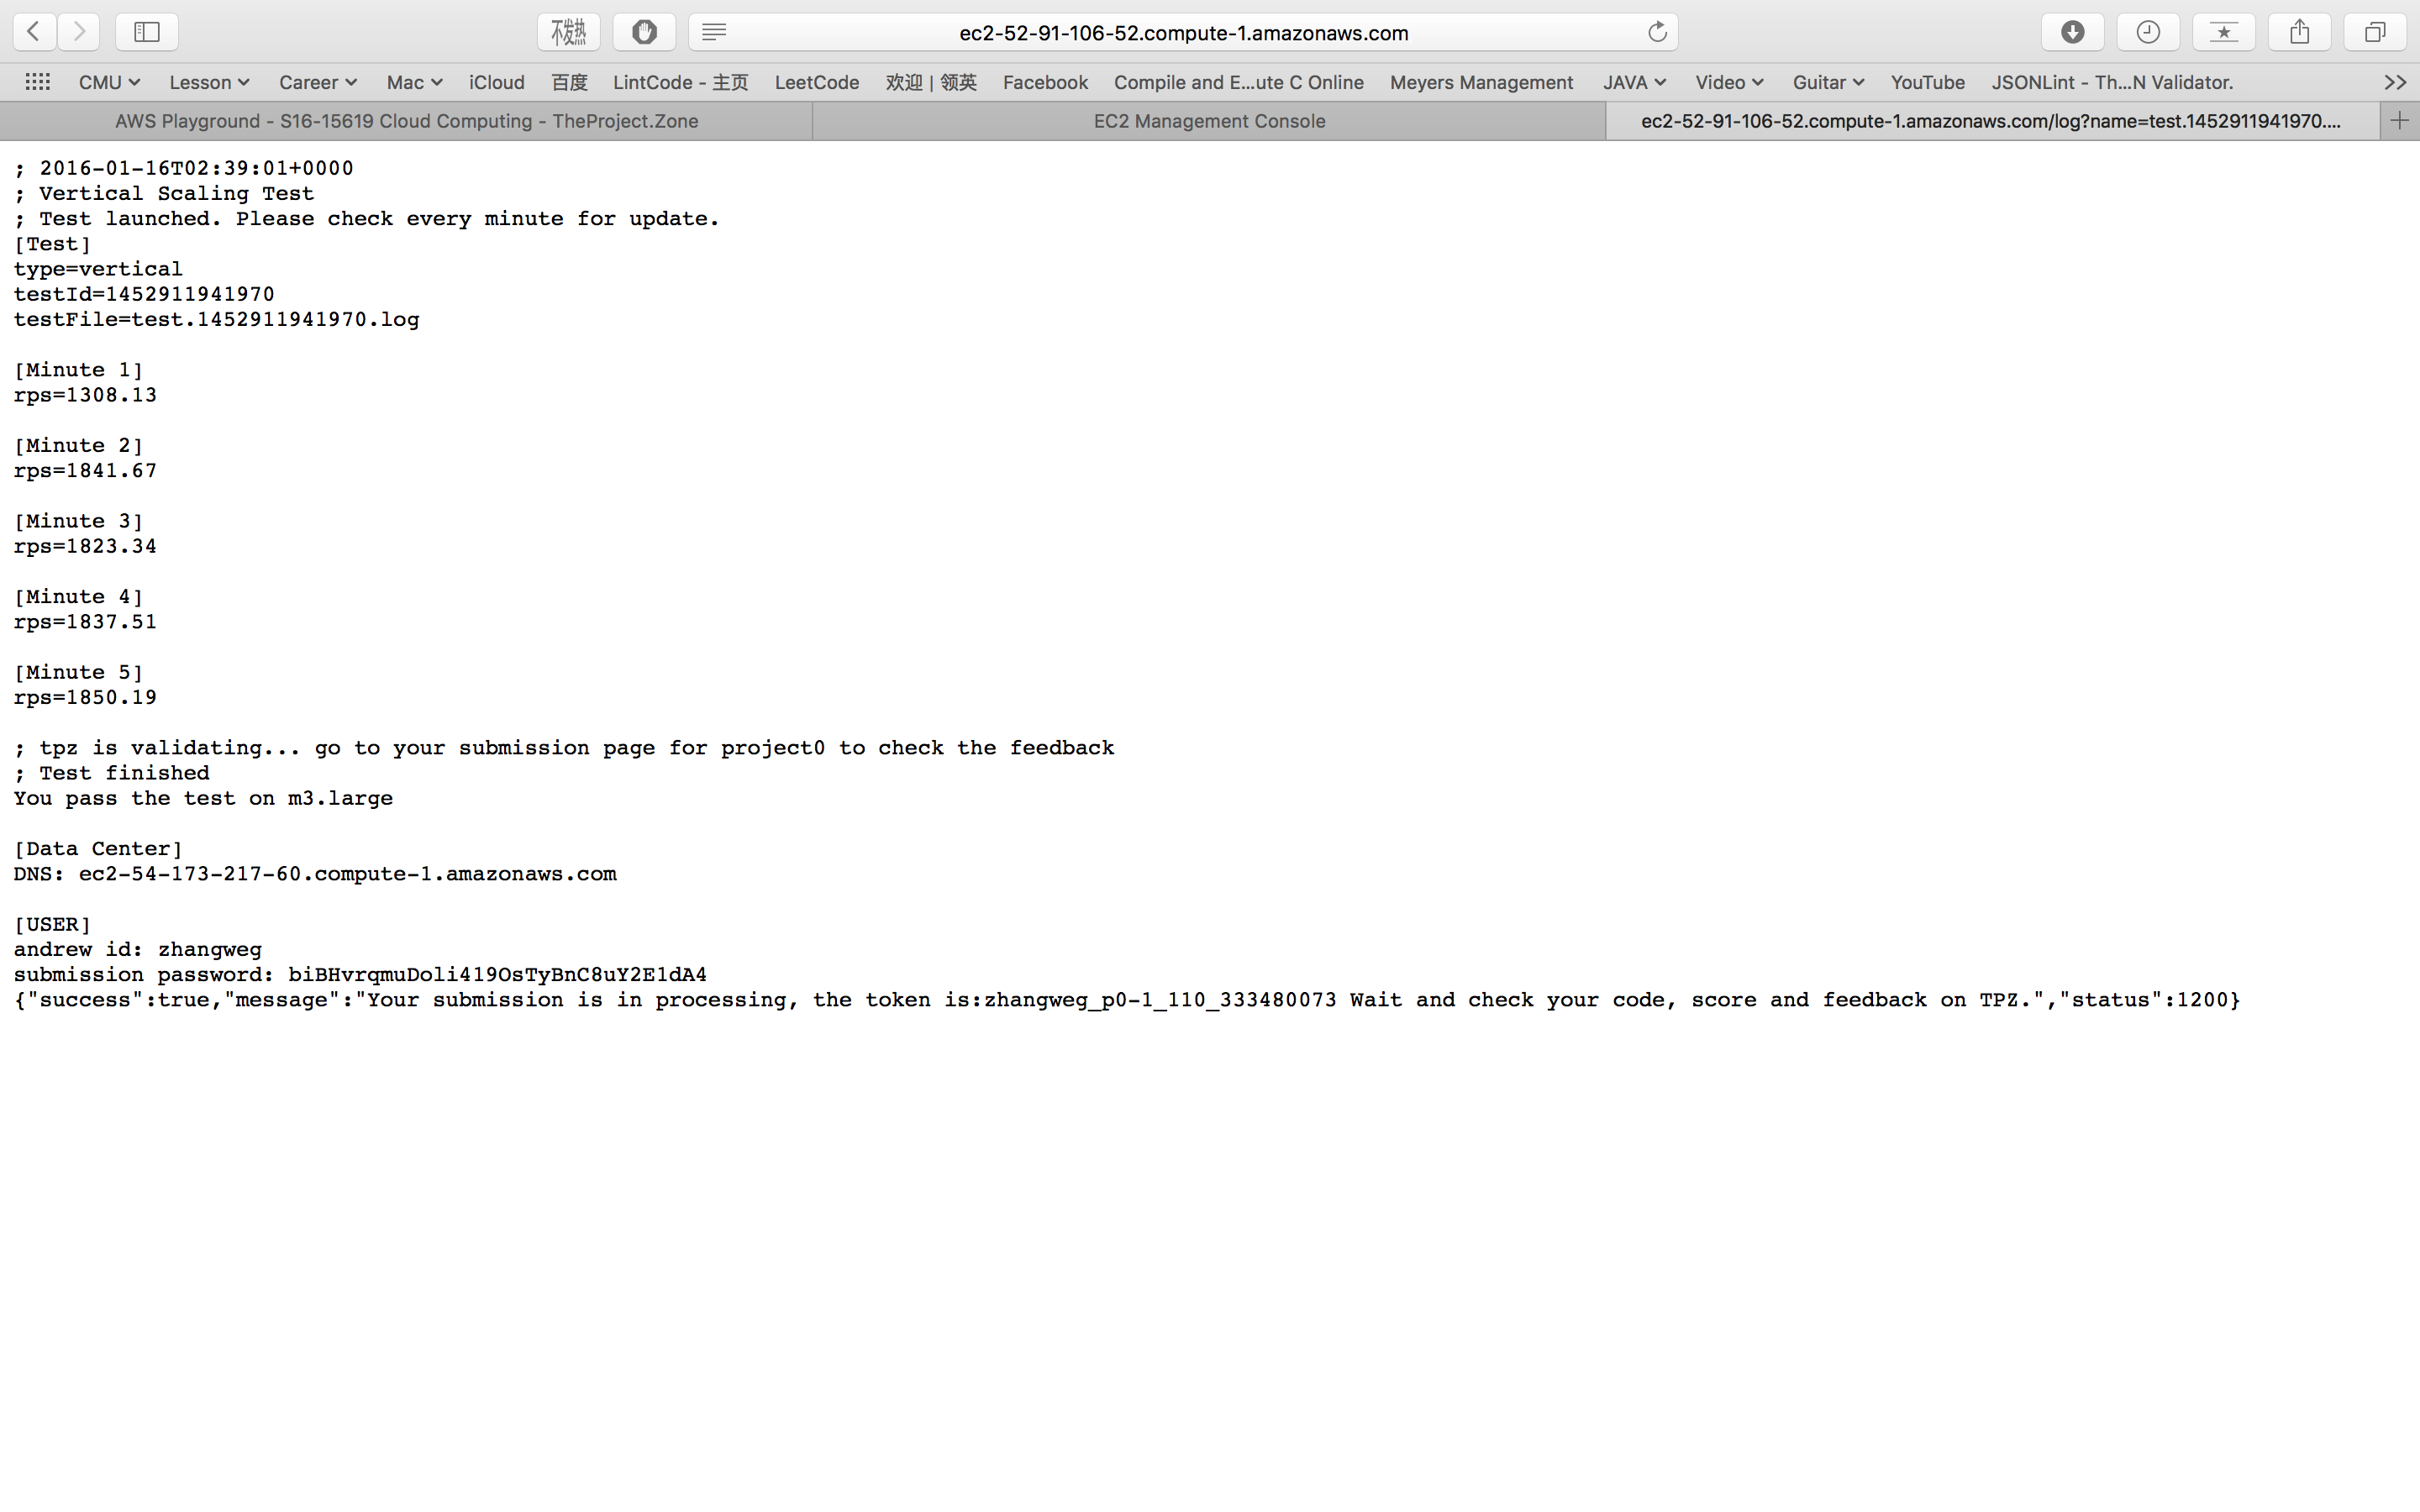 不发热
ec2-52-91-106-52.compute-1.amazonaws.com
CMU Lesson Career Mac iCloud 百度 LintCode - 主页 LeetCode 欢迎 | 领英 Facebook Compile and E...ute C Online Meyers Management JAVA Video Guitar YouTube JSONLint - Th...N Validator. >>
AWS Playground - S16-15619 Cloud Computing - TheProject.Zone EC2 Management Console ec2-52-91-106-52.compute-1.amazonaws.com/log?name=test.1452911941970....
; 2016-01-16T02:39:01+0000
; Vertical Scaling Test
; Test launched. Please check every minute for update.
[Test]
type=vertical
testId=1452911941970
testFile=test.1452911941970.log
[Minute 1]
rps=1308.13
[Minute 2]
rps=1841.67
[Minute 3]
rps=1823.34
[Minute 4]
rps=1837.51
[Minute 5]
rps=1850.19
; tpz is validating... go to your submission page for project0 to check the feedback
; Test finished
You pass the test on m3.large
[Data Center]
DNS: ec2-54-173-217-60.compute-1.amazonaws.com
[USER]
andrew id: zhangweg
submission password: biBHvrqmuDoli419OsTyBnC8uY2E1dA4
{"success":true,"message":"Your submission is in processing, the token is:zhangweg_p0-1_110_333480073 Wait and check your code, score and feedback on TPZ.","status":1200}